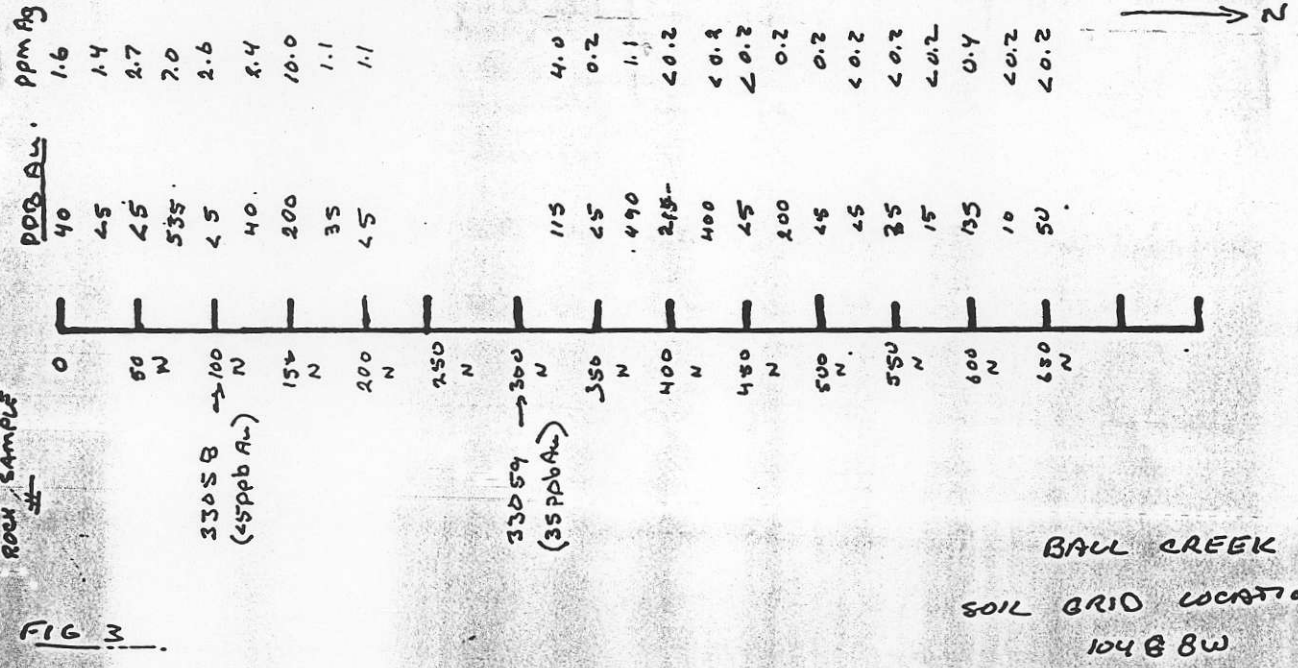 N
PPM Ag
1.6
1.4
2.7
7.0
2.6
2.4
10.0
1.1
1.1
4.0
0.2
1.1
<0.2
<0.2
<0.2
0.2
0.2
<0.2
<0.2
<0.2
0.4
<0.2
<0.2
PPB Au.
40
<5
<5
535
<5
40
200
35
<5
115
<5
490
400
<5
200
<5
<5
35
15
135
10
50
0
50 N
100 N
150 N
200 N
250 N
300 N
350 N
400 N
450 N
500 N
550 N
600 N
650 N
ROCK SAMPLE
#
33058 →
(<5ppb Au)
33059 →
(35ppb Au)
BALL CREEK
SOIL GRID LOCATIO
104 G 8W
FIG 3